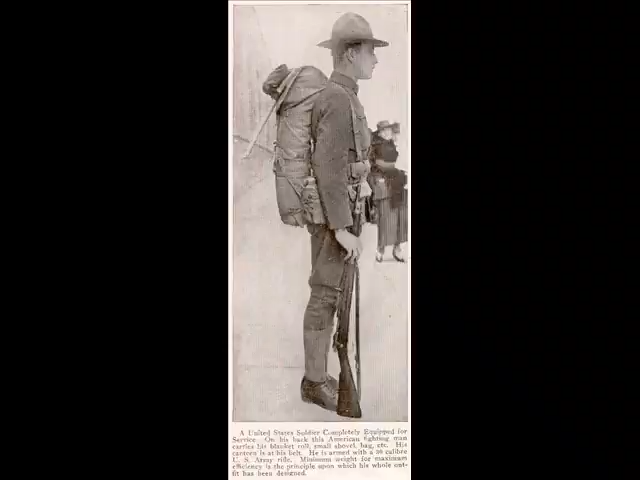 A United States Soldier Completely Equipped for
Service. On his back this American fighting man
carries his blanket roll, small shovel, bag, etc. His
canteen is at his belt. He is armed with a 30 calibre
U. S. Army rifle. Minimum weight for maximum
efficiency is the principle upon which his whole out-
fit has been designed.